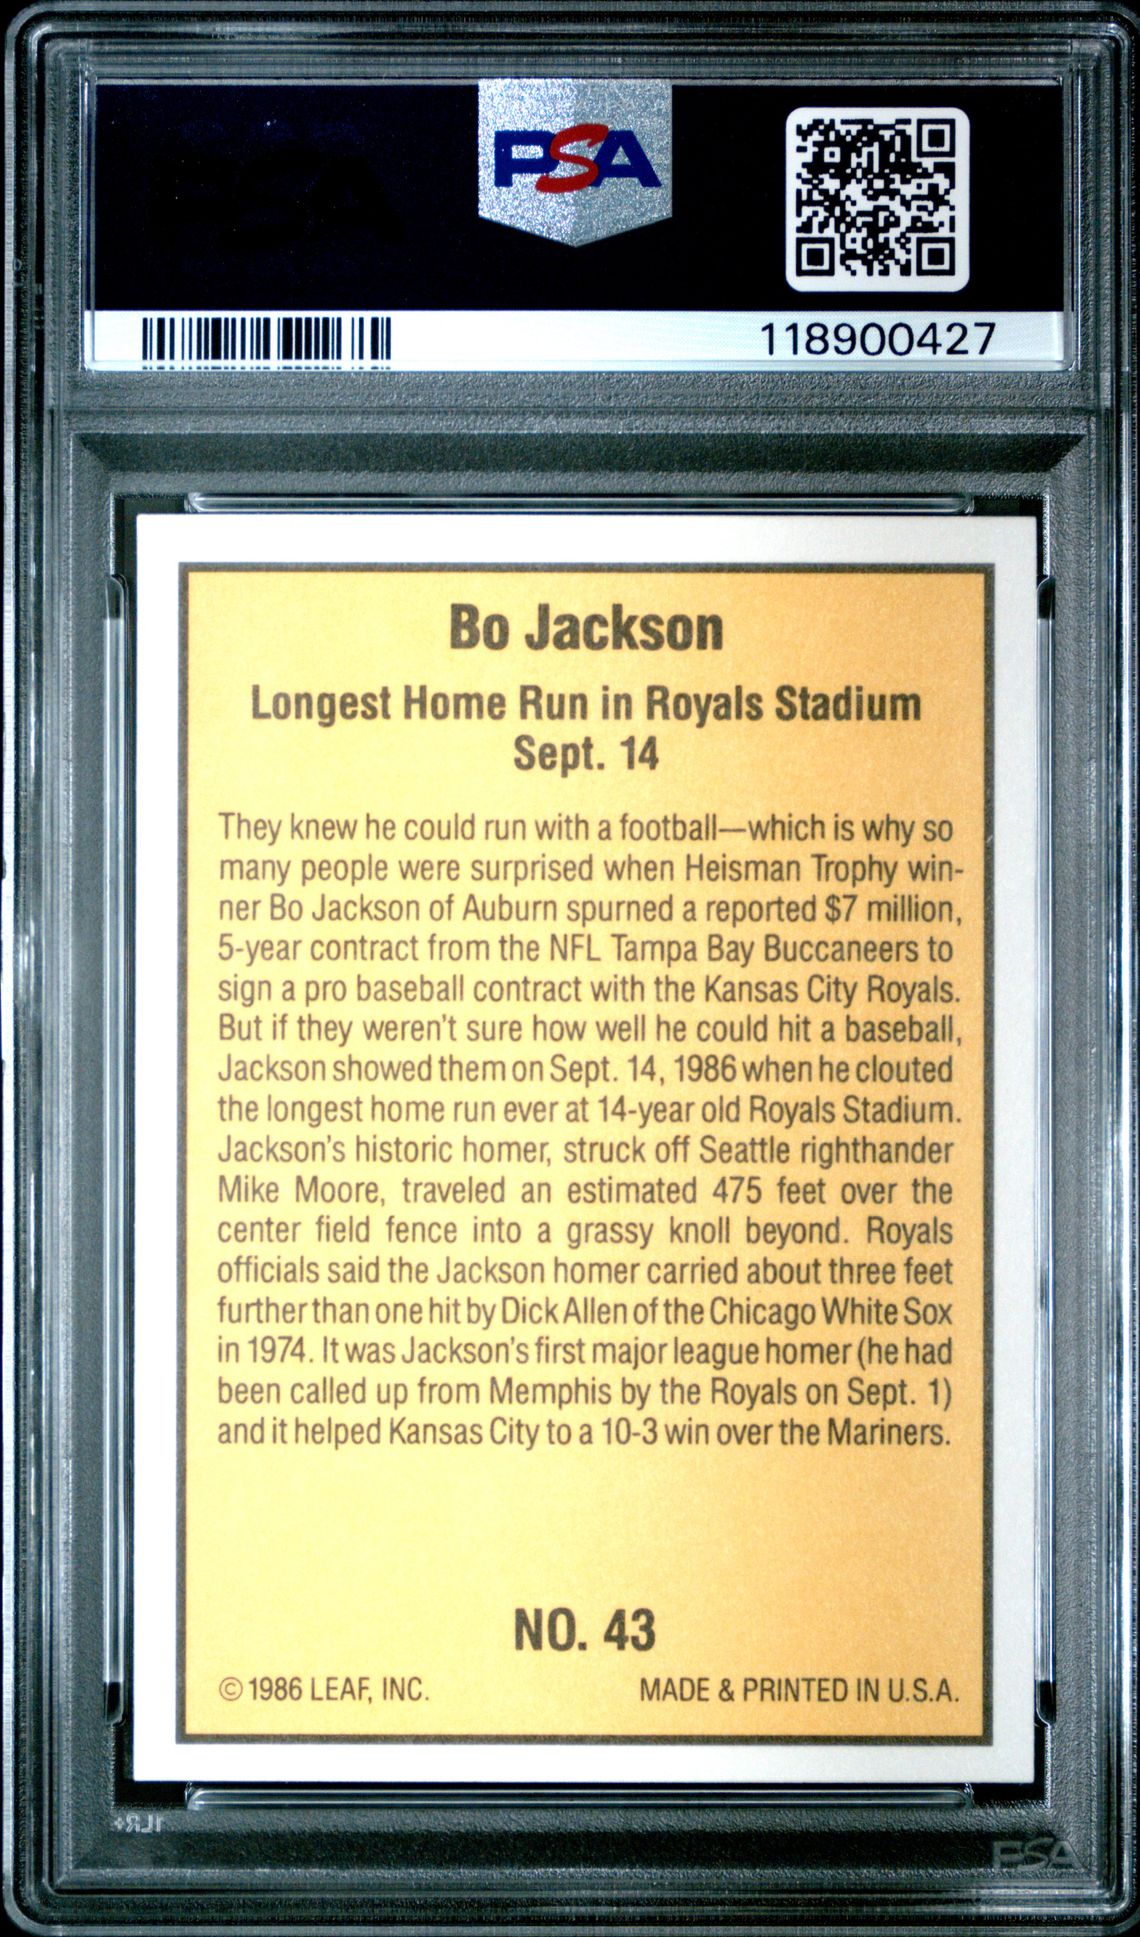 PSA
118900427
Bo Jackson
Longest Home Run in Royals Stadium
Sept. 14
They knew he could run with a football—which is why so
many people were surprised when Heisman Trophy win-
ner Bo Jackson of Auburn spurned a reported $7 million,
5-year contract from the NFL Tampa Bay Buccaneers to
sign a pro baseball contract with the Kansas City Royals.
But if they weren't sure how well he could hit a baseball,
Jackson showed them on Sept. 14, 1986 when he clouted
the longest home run ever at 14-year old Royals Stadium.
Jackson's historic homer, struck off Seattle righthander
Mike Moore, traveled an estimated 475 feet over the
center field fence into a grassy knoll beyond. Royals
officials said the Jackson homer carried about three feet
further than one hit by Dick Allen of the Chicago White Sox
in 1974. It was Jackson's first major league homer (he had
been called up from Memphis by the Royals on Sept. 1)
and it helped Kansas City to a 10-3 win over the Mariners.
NO. 43
© 1986 LEAF, INC. MADE & PRINTED IN U.S.A.
1LR+
PSA